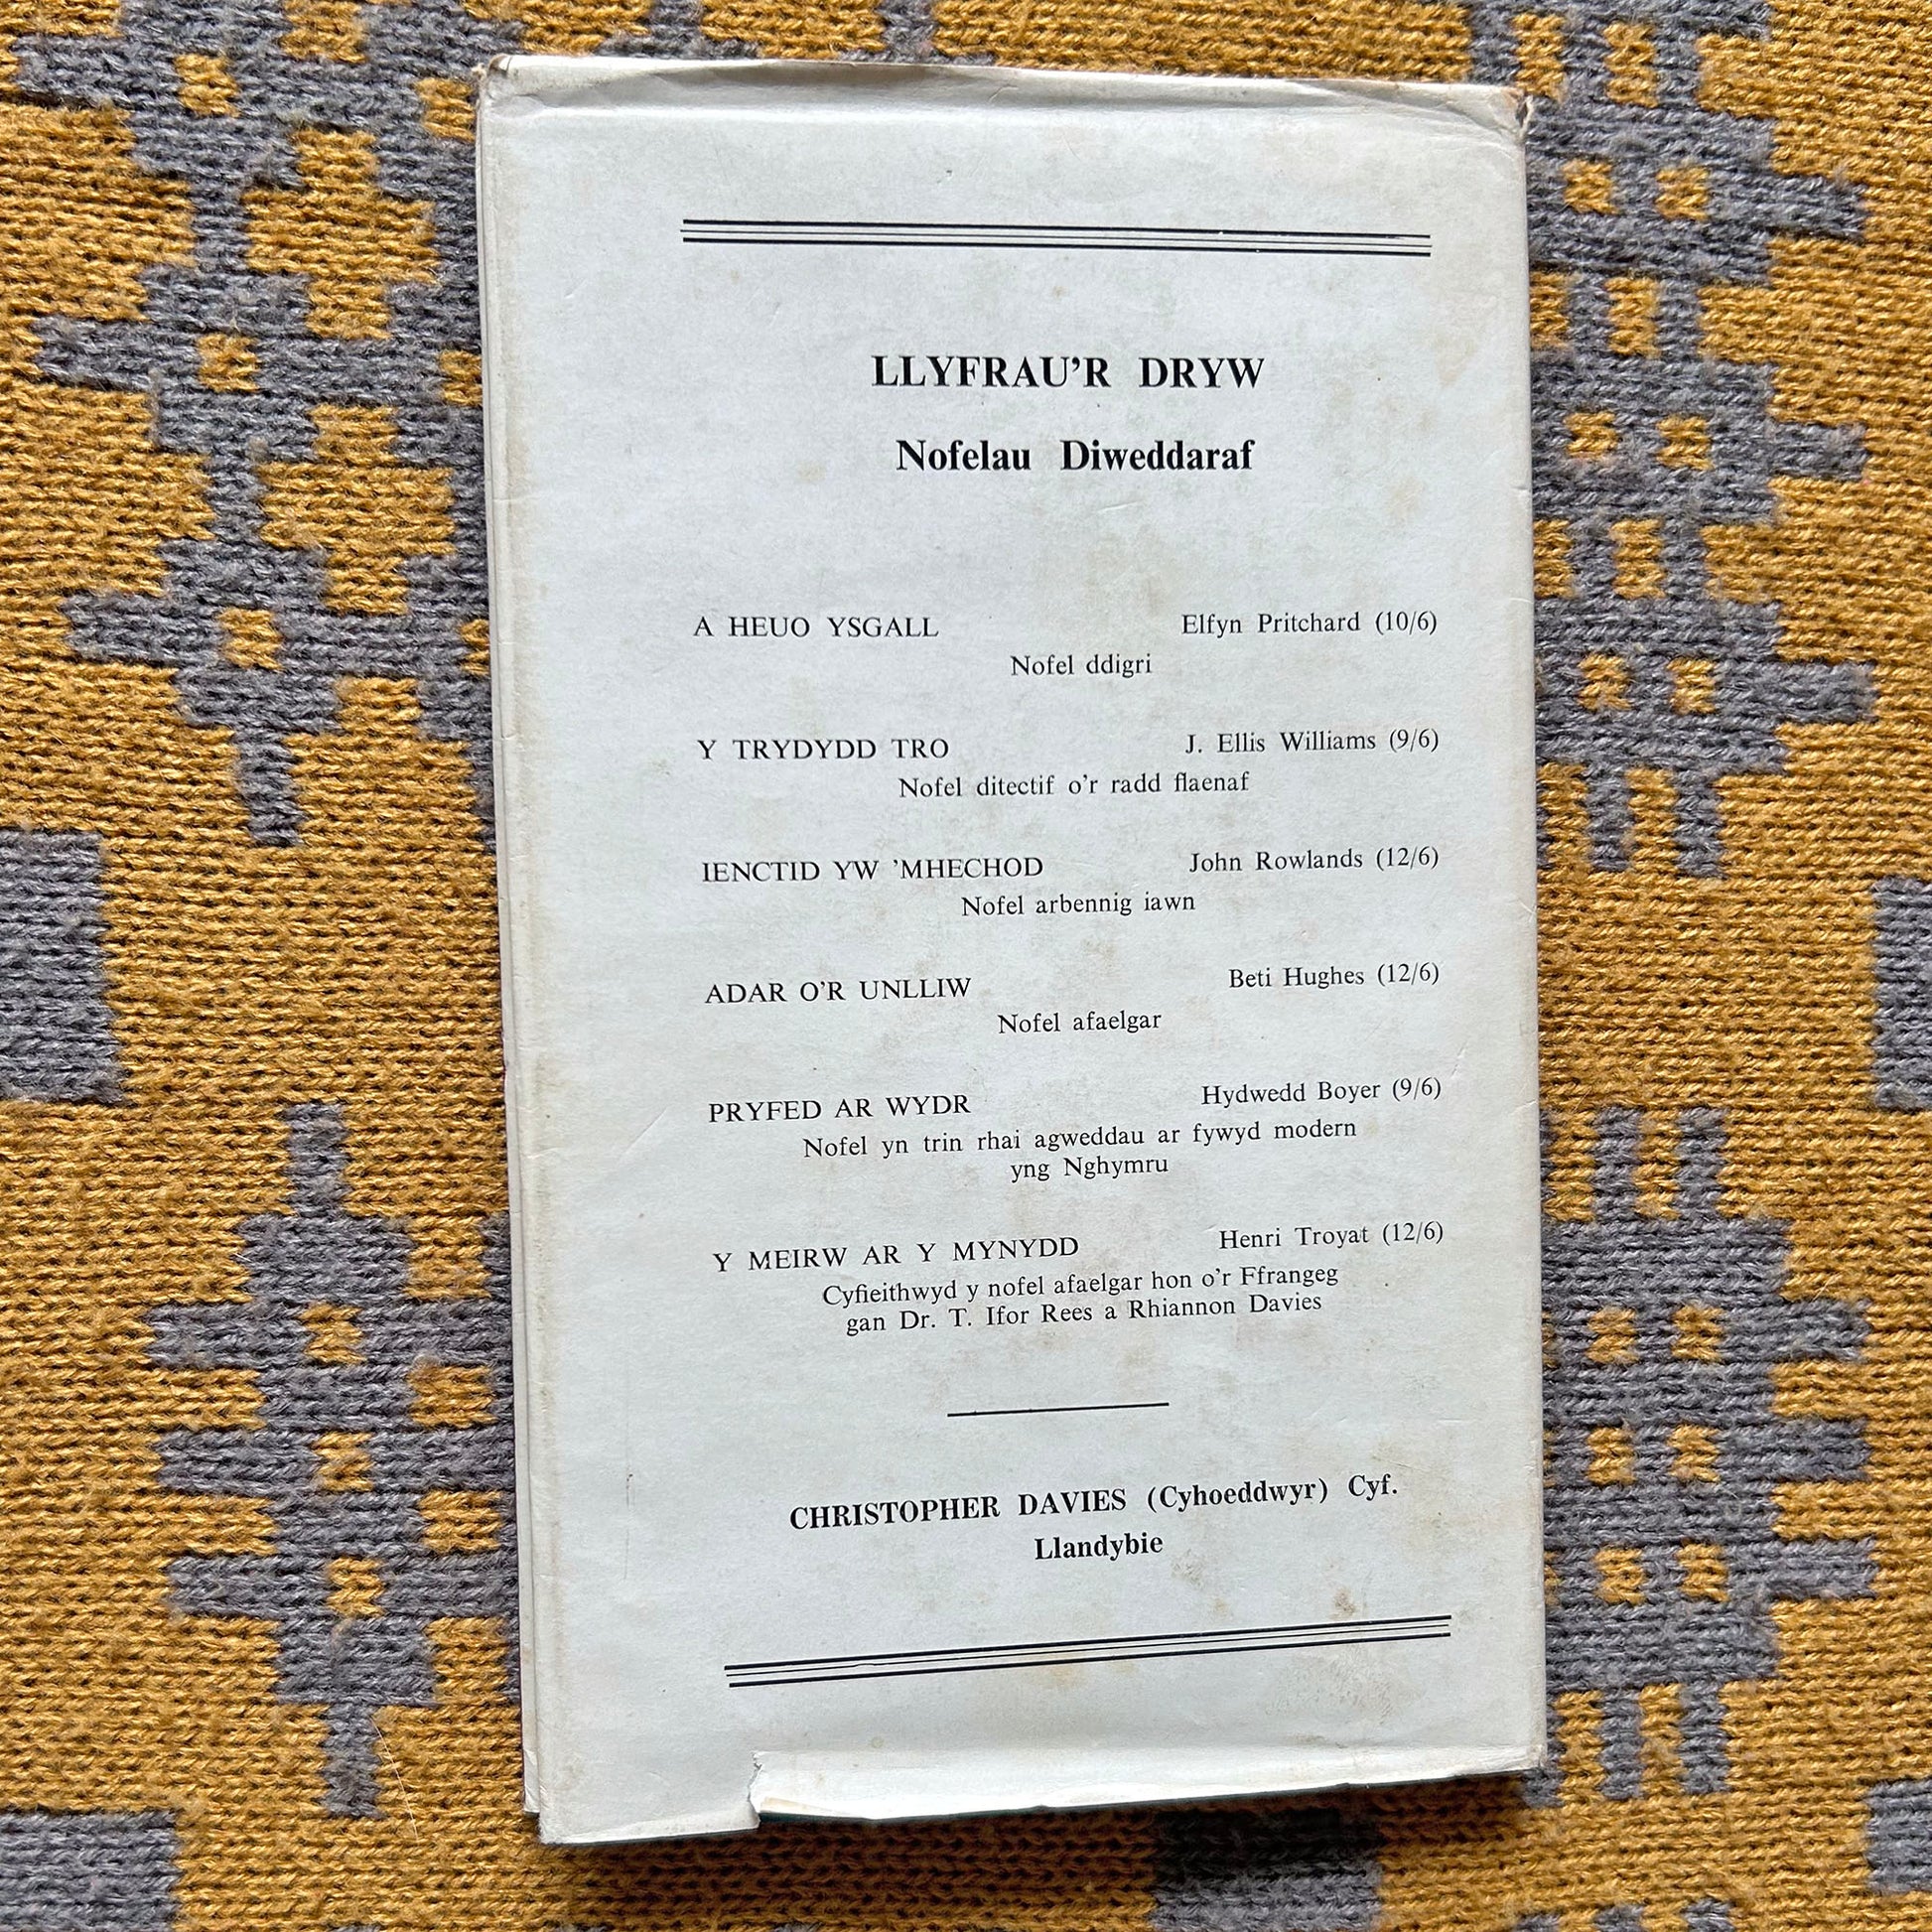 LLYFRAU'R DRYW
Nofelau Diweddaraf
A HEUO YSGALL Elfyn Pritchard (10/6)
Nofel ddigri
Y TRYDYDD TRO J. Ellis Williams (9/6)
Nofel ditectif o'r radd flaenaf
IENCTID YW 'MHECHOD John Rowlands (12/6)
Nofel arbennig iawn
ADAR O'R UNLLIW Beti Hughes (12/6)
Nofel afaelgar
PRYFED AR WYDR Hydwedd Boyer (9/6)
Nofel yn trin rhai agweddau ar fywyd modern
yng Nghymru
Y MEIRW AR Y MYNYDD Henri Troyat (12/6)
Cyfieithwyd y nofel afaelgar hon o'r Ffrangeg
gan Dr. T. Ifor Rees a Rhiannon Davies
CHRISTOPHER DAVIES (Cyhoeddwyr) Cyf.
Llandybie